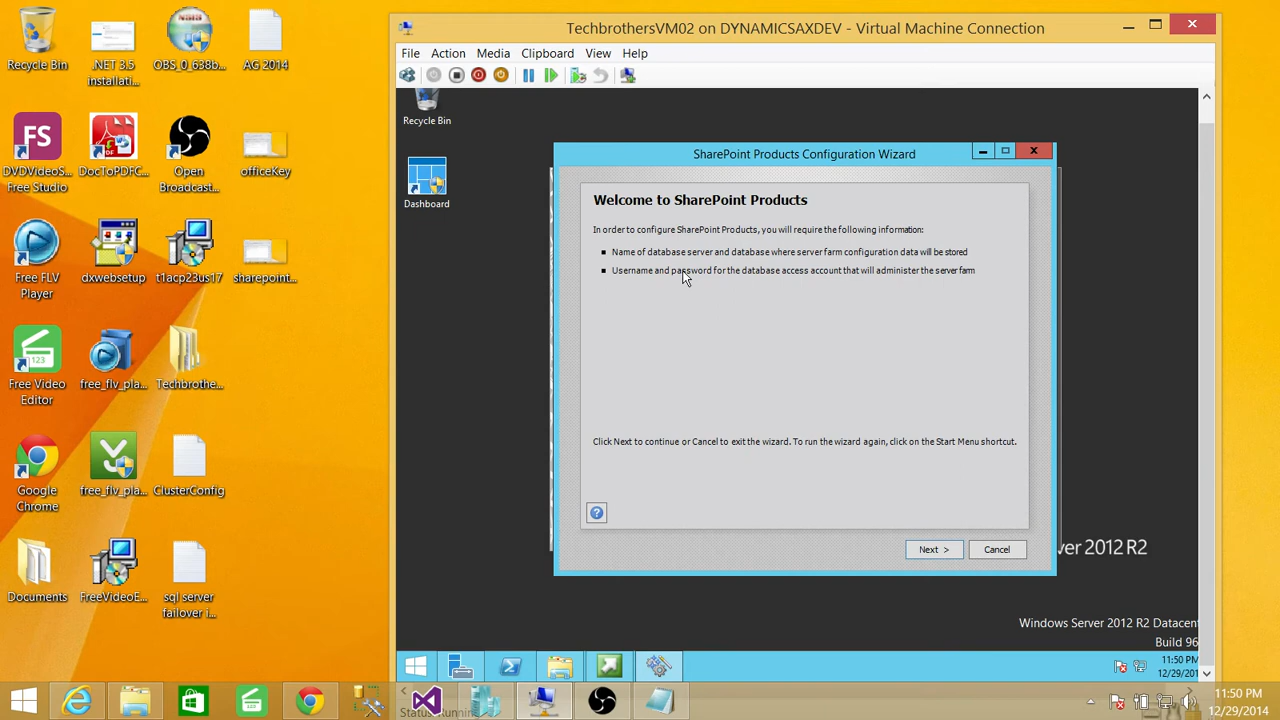 TechbrothersVM02 on DYNAMICSAXDEV - Virtual Machine Connection
File Action Media Clipboard View Help
Recycle Bin
.NET 3.5
installati...
OBS_0_638b...
AG 2014
DVDVideoS...
Free Studio
DocToPDFC...
Open
Broadcast...
officeKey
Free FLV
Player
dxwebsetup
t1acp23us17
sharepoint...
Free Video
Editor
free_flv_pla...
Techbrothe...
Google
Chrome
free_flv_pla...
ClusterConfig
Documents
FreeVideoE...
sql server
failover i...
Recycle Bin
Dashboard
SharePoint Products Configuration Wizard
Welcome to SharePoint Products
In order to configure SharePoint Products, you will require the following information:
Name of database server and database where server farm configuration data will be stored
Username and password for the database access account that will administer the server farm
Click Next to continue or Cancel to exit the wizard. To run the wizard again, click on the Start Menu shortcut.
Next >
Cancel
ver 2012 R2
Windows Server 2012 R2 Datacen
Build 96
11:50 PM
12/29/201
Status: Running
11:50 PM
12/29/2014